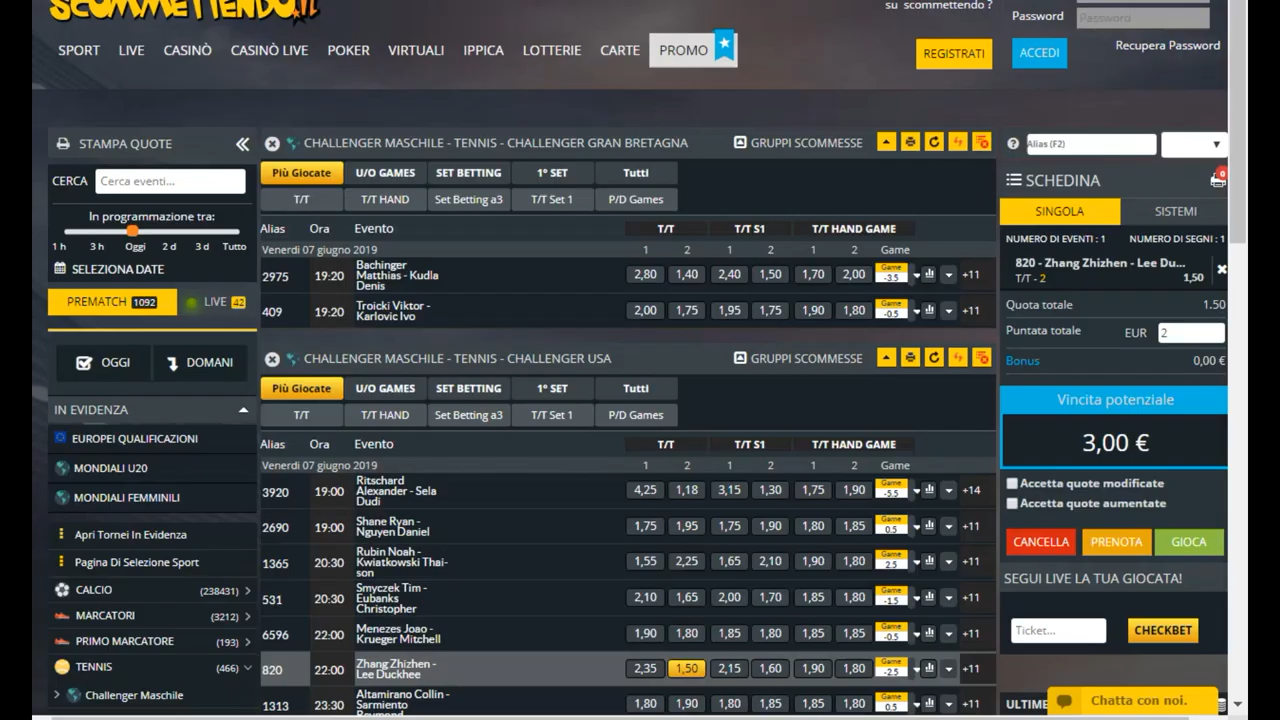 SCOMMETTENDO.IT
su scommettendo ?
Password
Password
SPORT LIVE CASINÒ CASINÒ LIVE POKER VIRTUALI IPPICA LOTTERIE CARTE PROMO
REGISTRATI
ACCEDI
Recupera Password
STAMPA QUOTE
CERCA Cerca eventi...
In programmazione tra:
1 h 3 h Oggi 2 d 3 d Tutto
SELEZIONA DATE
PREMATCH 1092 LIVE 42
OGGI DOMANI
IN EVIDENZA
EUROPEI QUALIFICAZIONI
MONDIALI U20
MONDIALI FEMMINILI
Apri Tornei In Evidenza
Pagina Di Selezione Sport
CALCIO (238431)
MARCATORI (3212)
PRIMO MARCATORE (193)
TENNIS (466)
Challenger Maschile
CHALLENGER MASCHILE - TENNIS - CHALLENGER GRAN BRETAGNA GRUPPI SCOMMESSE
Più Giocate U/O GAMES SET BETTING 1° SET Tutti
T/T T/T HAND Set Betting a3 T/T Set 1 P/D Games
Alias Ora Evento T/T T/T S1 T/T HAND GAME
Venerdì 07 giugno 2019 1 2 1 2 1 2 Game
2975 19:20 Bachinger Matthias - Kudla Denis 2,80 1,40 2,40 1,50 1,70 2,00 Game -3.5 +11
409 19:20 Troicki Viktor - Karlovic Ivo 2,00 1,75 1,95 1,75 1,90 1,80 Game -0.5 +11
CHALLENGER MASCHILE - TENNIS - CHALLENGER USA GRUPPI SCOMMESSE
Più Giocate U/O GAMES SET BETTING 1° SET Tutti
T/T T/T HAND Set Betting a3 T/T Set 1 P/D Games
Alias Ora Evento T/T T/T S1 T/T HAND GAME
Venerdì 07 giugno 2019 1 2 1 2 1 2 Game
3920 19:00 Ritschard Alexander - Sela Dudi 4,25 1,18 3,15 1,30 1,75 1,90 Game -5.5 +14
2690 19:00 Shane Ryan - Nguyen Daniel 1,75 1,95 1,75 1,90 1,80 1,85 Game 0.5 +11
1365 20:30 Rubin Noah - Kwiatkowski Thai-son 1,55 2,25 1,65 2,10 1,90 1,80 Game 2.5 +11
531 20:30 Smyczek Tim - Eubanks Christopher 2,10 1,65 2,00 1,70 1,85 1,80 Game -1.5 +11
6596 22:00 Menezes Joao - Krueger Mitchell 1,90 1,80 1,85 1,80 1,85 1,85 Game -0.5 +11
820 22:00 Zhang Zhizhen - Lee Duckhee 2,35 1,50 2,15 1,60 1,90 1,80 Game -2.5 +11
1313 23:30 Altamirano Collin - Sarmiento 1,80 1,90 1,80 1,85 1,80 1,85 Game 0.5 +11
Alias (F2)
SCHEDINA 0
SINGOLA SISTEMI
NUMERO DI EVENTI : 1 NUMERO DI SEGNI : 1
820 - Zhang Zhizhen - Lee Du...
T/T - 2 1,50
Quota totale 1.50
Puntata totale EUR 2
Bonus 0,00 €
Vincita potenziale
3,00 €
Accetta quote modificate
Accetta quote aumentate
CANCELLA PRENOTA GIOCA
SEGUI LIVE LA TUA GIOCATA!
Ticket... CHECKBET
ULTIME
Chatta con noi.